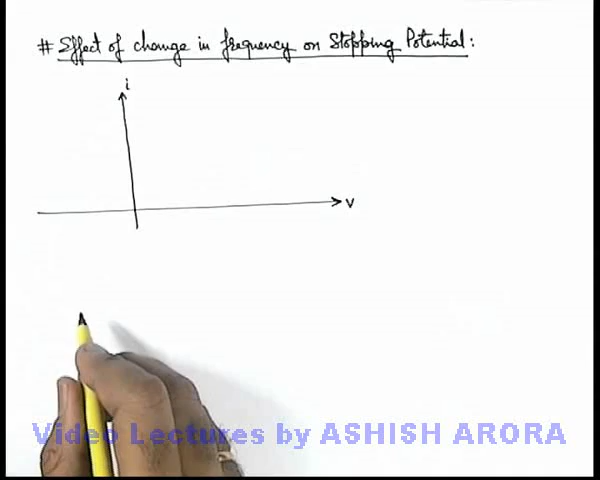 # Effect of change in frequency on Stopping Potential:
i
V
Video Lectures by ASHISH ARORA